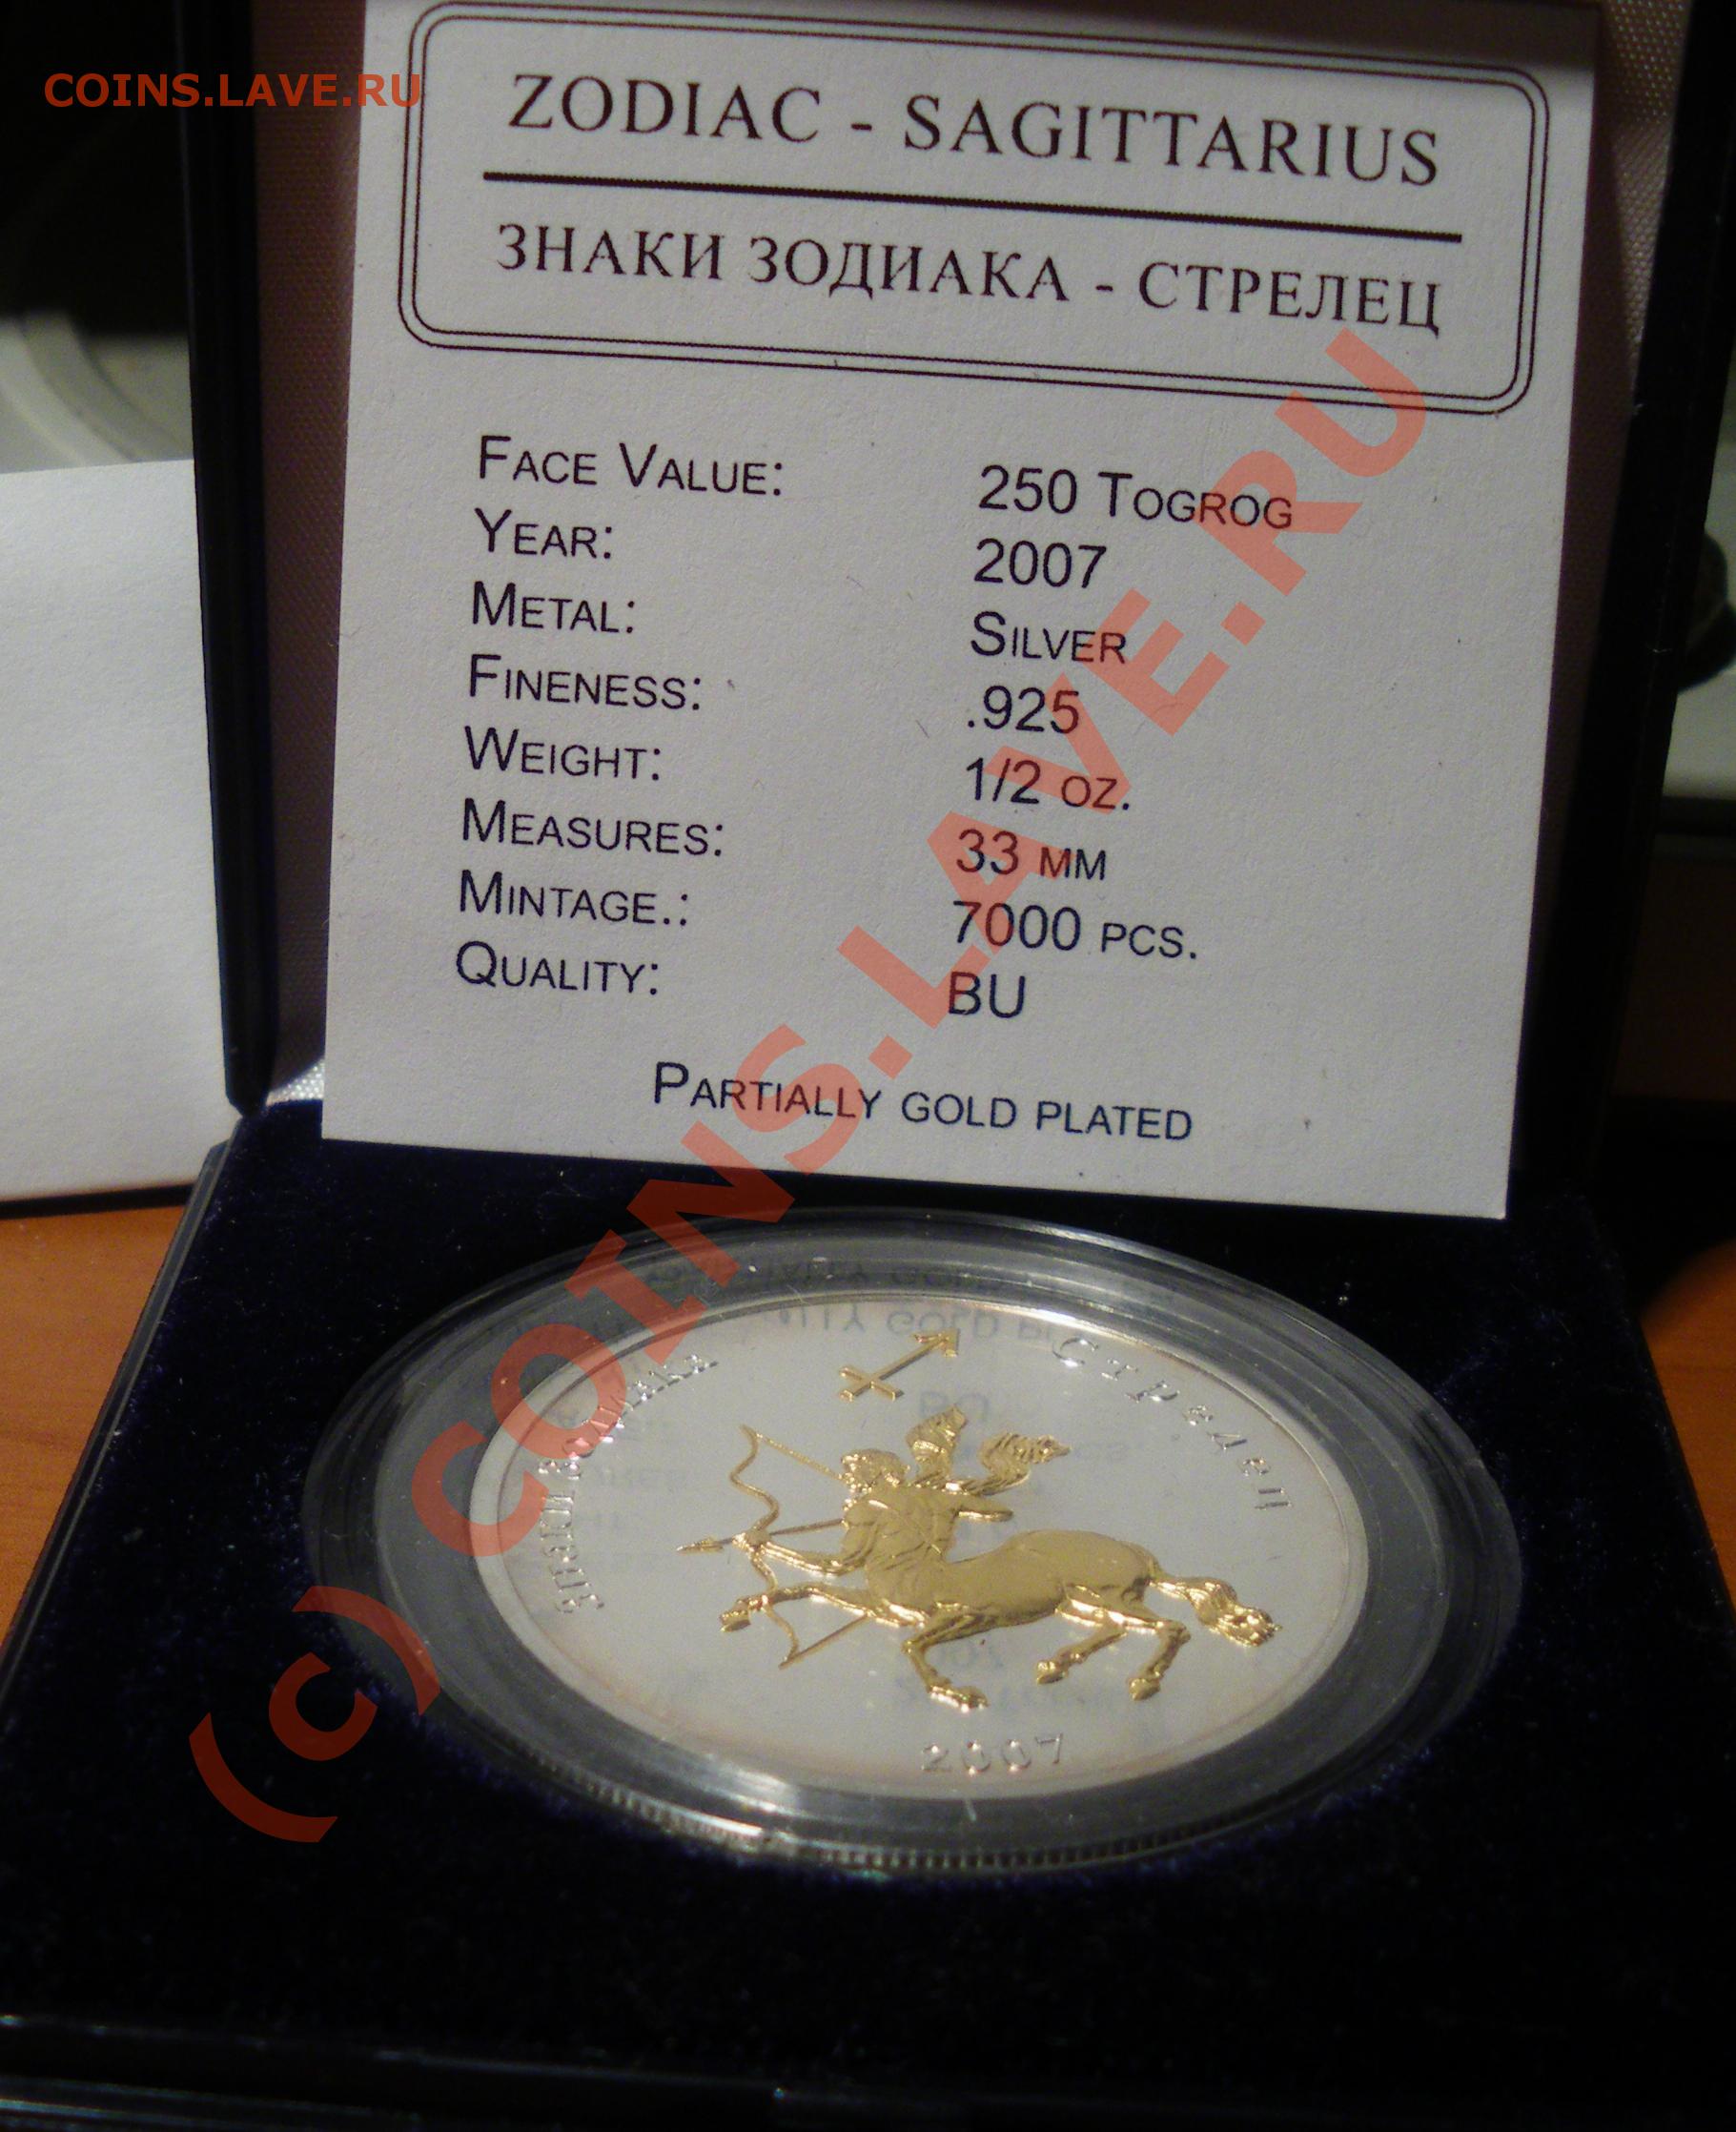 COINS.LAVE.RU
ZODIAC - SAGITTARIUS
ЗНАКИ ЗОДИАКА - СТРЕЛЕЦ
FACE VALUE: 250 TOGROG
YEAR: 2007
METAL: SILVER
FINENESS: .925
WEIGHT: 1/2 OZ.
MEASURES: 33 MM
MINTAGE.: 7000 PCS.
QUALITY: BU
PARTIALLY GOLD PLATED
Знаки Зодиака
Стрелец
2007
(c) COINS.LAVE.RU